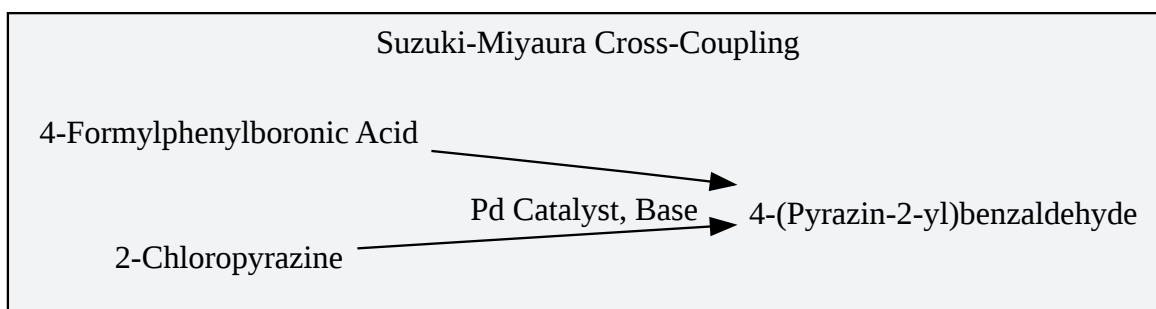 Suzuki-Miyaura Cross-Coupling
4-Formylphenylboronic Acid
Pd Catalyst, Base
4-(Pyrazin-2-yl)benzaldehyde
2-Chloropyrazine